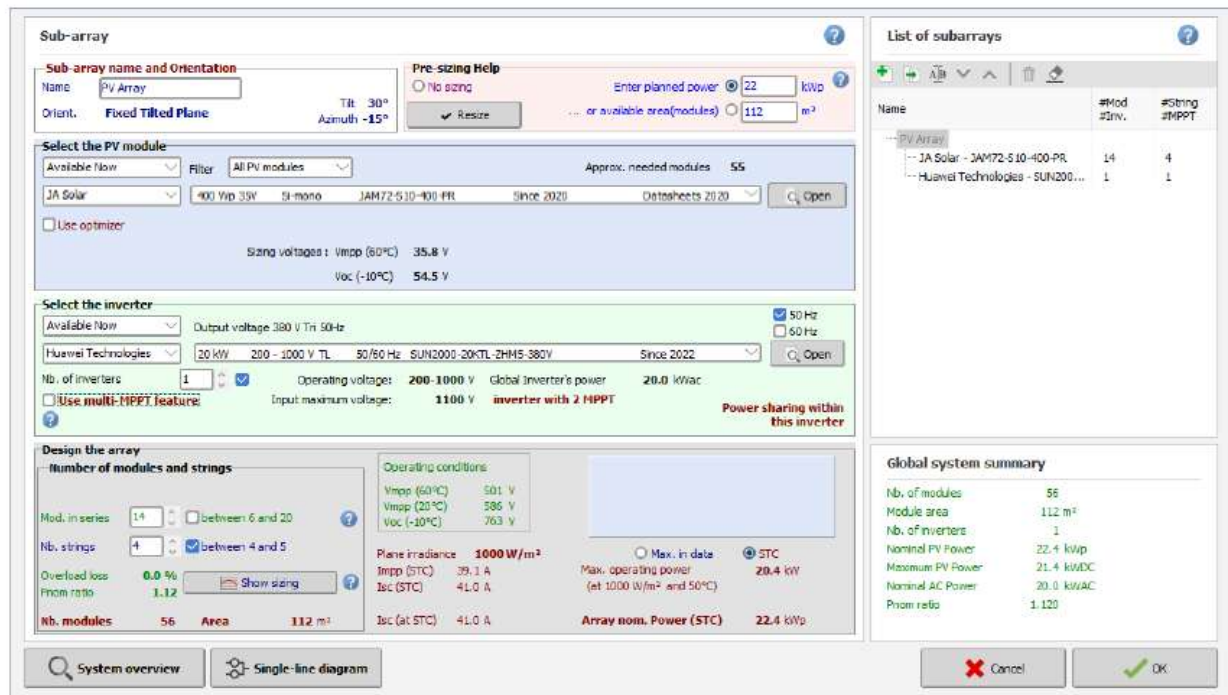 Sub-array
Sub-array name and Orientation
Name PV Array
Orient. Fixed Tilted Plane
Tilt 30°
Azimuth -15°
Pre-sizing Help
No sizing
Enter planned power 22 kWp
Resize
... or available area(modules) 112 m²
Select the PV module
Available Now
Filter All PV modules
Approx. needed modules 55
JA Solar
400 Wp 35V Si-mono JAM72-S10-400-PR Since 2020 Datasheets 2020
Open
Use optimizer
Sizing voltages : Vmpp (60°C) 35.8 V
Voc (-10°C) 54.5 V
Select the inverter
Available Now
Output voltage 380 V Tri 50Hz
50 Hz
60 Hz
Huawei Technologies
20 kW 200 - 1000 V TL 50/60 Hz SUN2000-20KTL-ZHM5-380V Since 2022
Open
Nb. of inverters 1
Operating voltage: 200-1000 V
Global Inverter's power 20.0 kWac
Use multi-MPPT feature
Input maximum voltage: 1100 V
inverter with 2 MPPT
Power sharing within
this inverter
Design the array
Number of modules and strings
Mod. in series 14 between 6 and 20
Nb. strings 4 between 4 and 5
Overload loss 0.0 %
Pnom ratio 1.12
Show sizing
Nb. modules 56 Area 112 m²
Operating conditions
Vmpp (60°C) 501 V
Vmpp (20°C) 586 V
Voc (-10°C) 763 V
Plane irradiance 1000 W/m²
Impp (STC) 39.1 A
Isc (STC) 41.0 A
Isc (at STC) 41.0 A
Max. in data STC
Max. operating power 20.4 kW
(at 1000 W/m² and 50°C)
Array nom. Power (STC) 22.4 kWp
System overview
Single-line diagram
List of subarrays
Name #Mod #String
#Inv. #MPPT
PV Array
JA Solar - JAM72-S10-400-PR 14 4
Huawei Technologies - SUN200... 1 1
Global system summary
Nb. of modules 56
Module area 112 m²
Nb. of inverters 1
Nominal PV Power 22.4 kWp
Maximum PV Power 21.4 kWDC
Nominal AC Power 20.0 kWAC
Pnom ratio 1.120
Cancel
OK